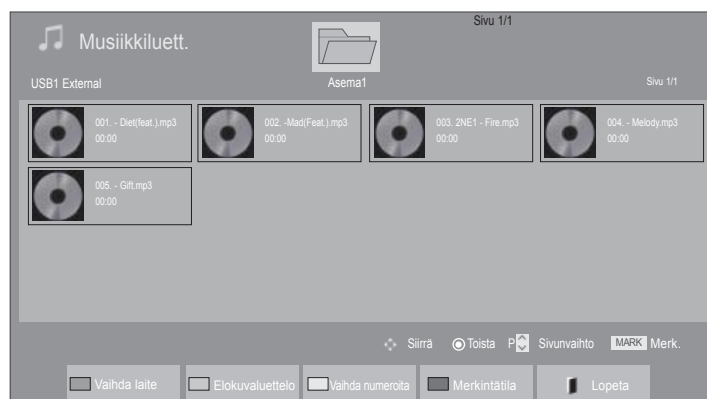 Sivu 1/1
Musiikkiluett.
USB1 External
Asema1
Sivu 1/1
001. - Diet(feat.).mp3
00:00
002. -Mad(Feat.).mp3
00:00
003. 2NE1 - Fire.mp3
00:00
004. - Melody.mp3
00:00
005. - Gift.mp3
00:00
Siirrä Toista P Sivunvaihto MARK Merk.
Vaihda laite Elokuvaluettelo Vaihda numeroita Merkintätila Lopeta